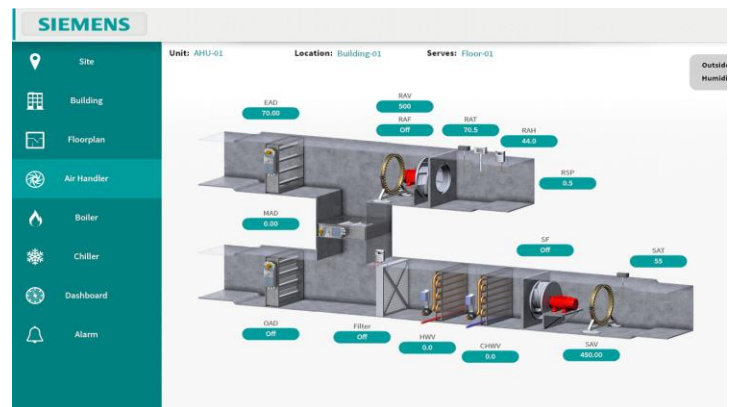 SIEMENS
Site
Building
Floorplan
Air Handler
Boiler
Chiller
Dashboard
Alarm
Unit: AHU-01 Location: Building-01 Serves: Floor-01
Outside
Humidi
EAD
70.00
RAV
500
RAF
Off
RAT
70.5
RAH
44.0
RSP
0.5
MAD
0.00
SF
Off
SAT
55
OAD
Off
Filter
Off
HWV
0.0
CHWV
0.0
SAV
450.00